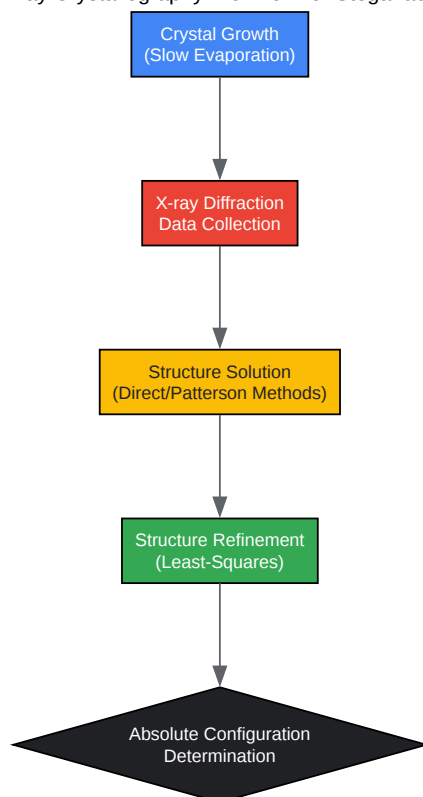 Crystal Growth
(Slow Evaporation)
X-ray Diffraction
Data Collection
Structure Solution
(Direct/Patterson Methods)
Structure Refinement
(Least-Squares)
Absolute Configuration
Determination